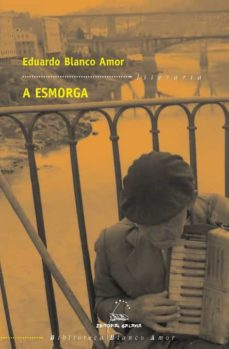 Eduardo Blanco Amor
literaria
A ESMORGA
EDITORIAL GALAXIA
Biblioteca Blanco Amor